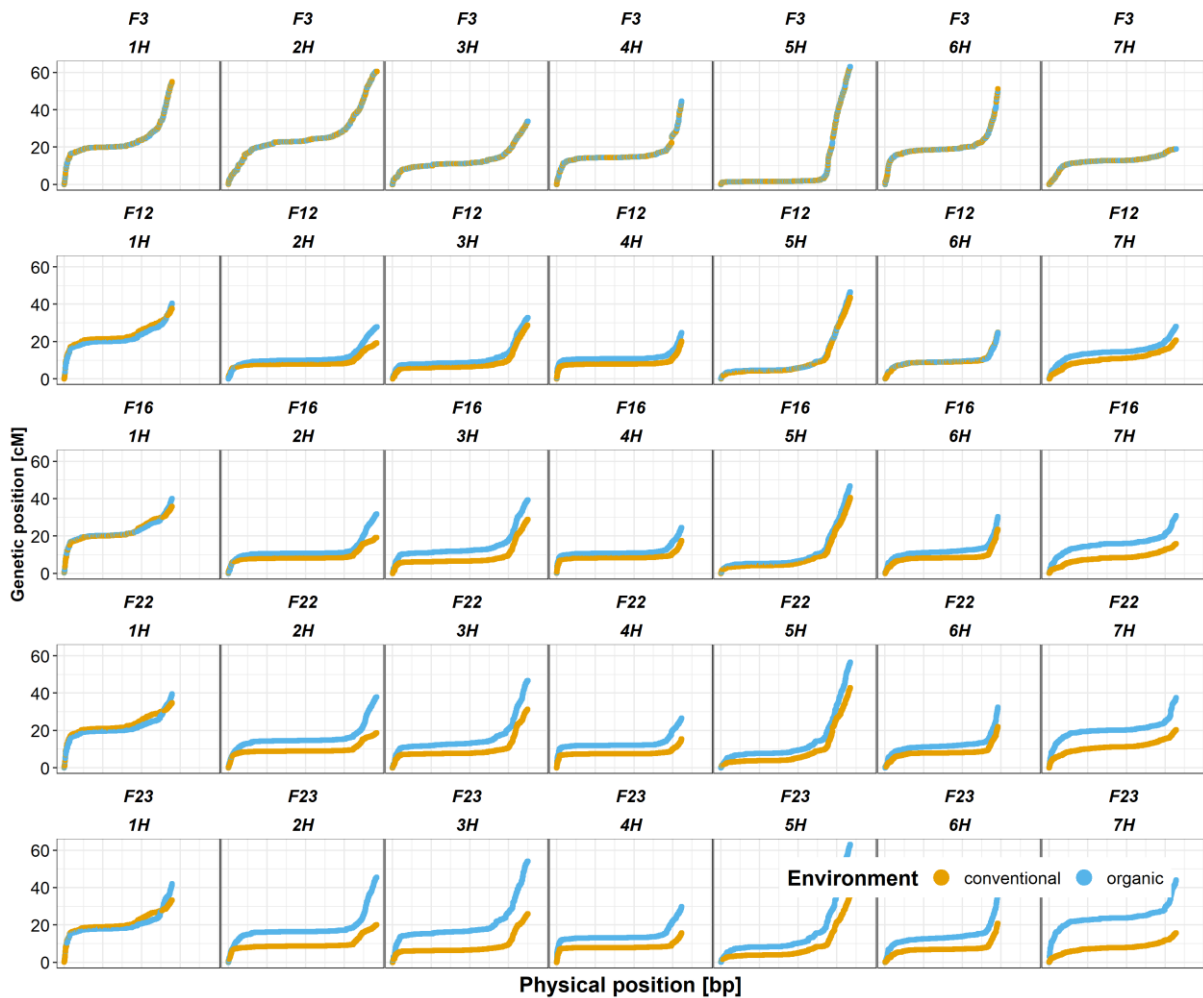 F3 F3 F3 F3 F3 F3 F3
1H 2H 3H 4H 5H 6H 7H
60
40
20
0
F12 F12 F12 F12 F12 F12 F12
1H 2H 3H 4H 5H 6H 7H
60
40
20
0
F16 F16 F16 F16 F16 F16 F16
1H 2H 3H 4H 5H 6H 7H
60
40
20
0
Genetic position [cM]
F22 F22 F22 F22 F22 F22 F22
1H 2H 3H 4H 5H 6H 7H
60
40
20
0
F23 F23 F23 F23 F23 F23 F23
1H 2H 3H 4H 5H 6H 7H
60
40
20
0
Environment conventional organic
Physical position [bp]